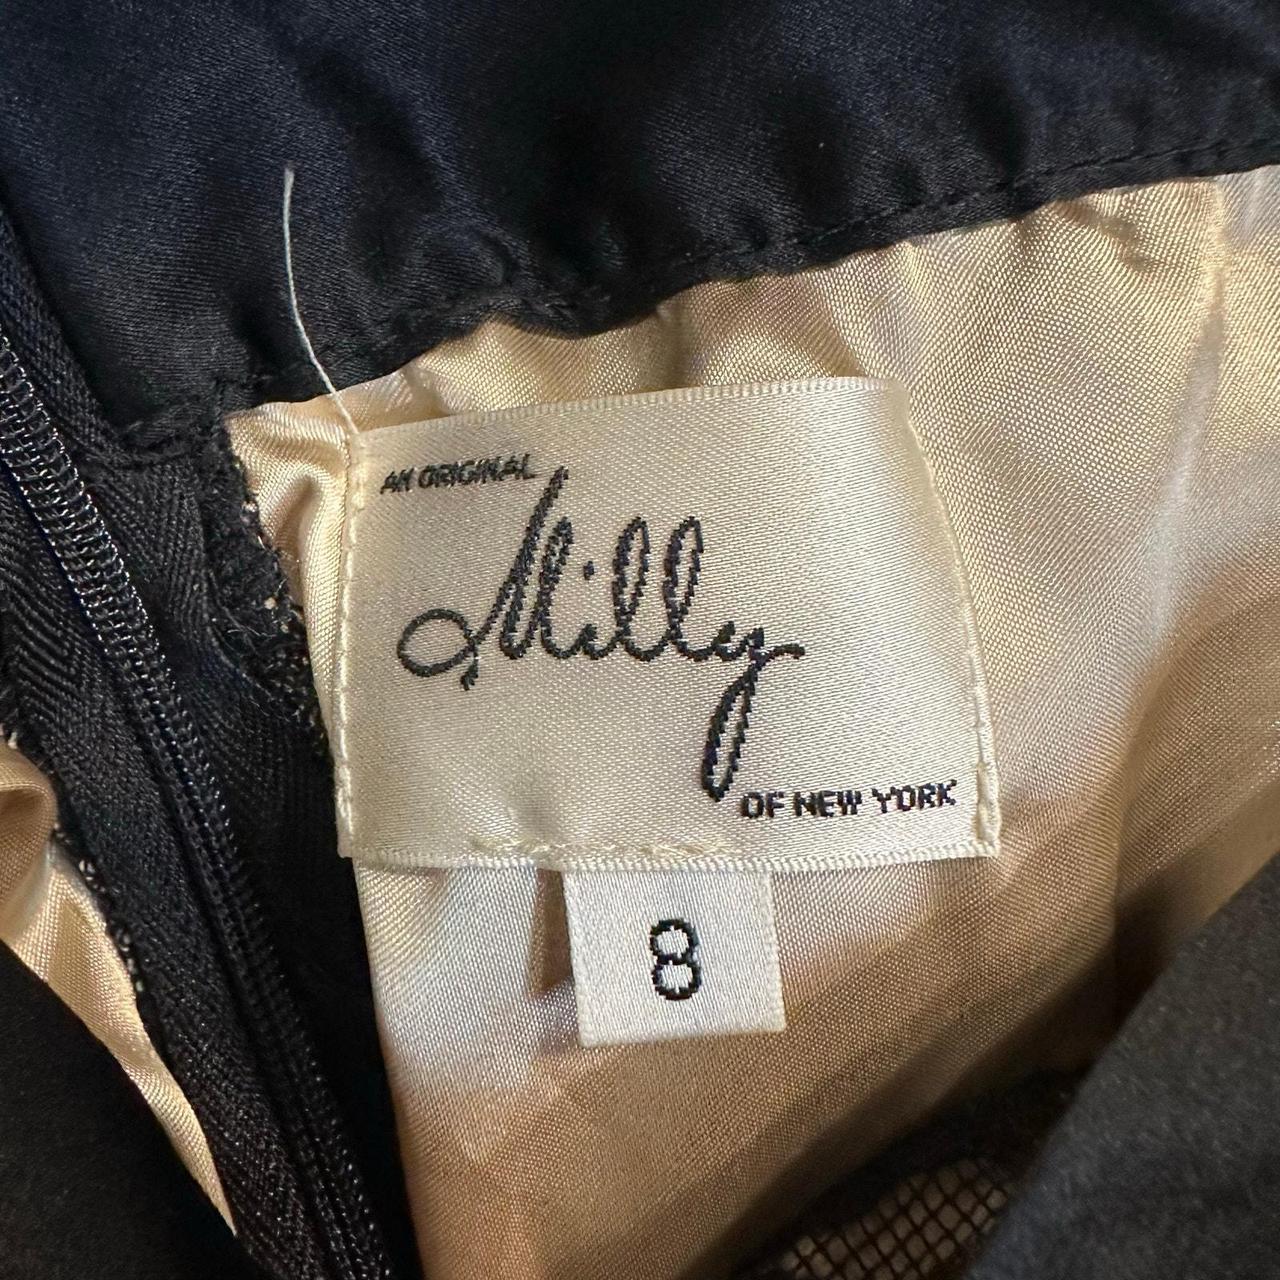 AN ORIGINAL
Milly
OF NEW YORK
8